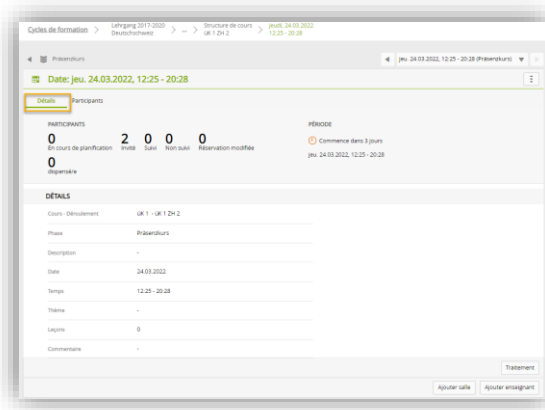 Cycles de formation > Lehrgang 2017-2020 Deutschschweiz > ... > Structure de cours ÜK 1 ZH 2 > jeudi, 24.03.2022, 12:25 - 20:28
Präsenzkurs
jeu. 24.03.2022, 12:25 - 20:28 (Präsenzkurs)
Date: jeu. 24.03.2022, 12:25 - 20:28
Détails Participants
PARTICIPANTS
0 En cours de planification
2 Invité
0 Suivi
0 Non suivi
0 Réservation modifiée
0 dispensé/e
PÉRIODE
Commence dans 3 jours
jeu. 24.03.2022, 12:25 - 20:28
DÉTAILS
Cours - Déroulement ÜK 1 - ÜK 1 ZH 2
Phase Präsenzkurs
Description -
Date 24.03.2022
Temps 12:25 - 20:28
Thème -
Leçons 0
Commentaire -
Traitement
Ajouter salle Ajouter enseignant